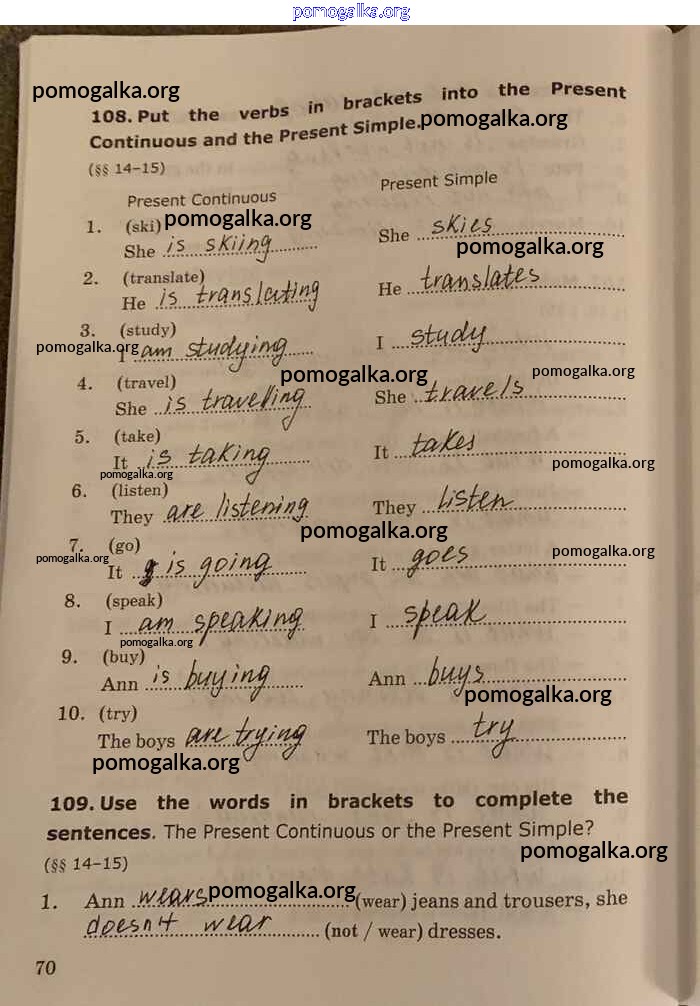 pomogalka.org
pomogalka.org
108. Put the verbs in brackets into the Present
Continuous and the Present Simple. pomogalka.org
(§§ 14–15)
Present Continuous Present Simple
1. (ski) pomogalka.org
She is skiing She skies
pomogalka.org
2. (translate)
He is translating He translates
3. (study)
pomogalka.org
I am studying I study
4. (travel) pomogalka.org pomogalka.org
She is travelling She travels
5. (take)
It is taking It takes
pomogalka.org pomogalka.org
6. (listen)
They are listening They listen
pomogalka.org
7. (go)
pomogalka.org pomogalka.org
It is going It goes
8. (speak)
I am speaking I speak
pomogalka.org
9. (buy)
Ann is buying Ann buys
pomogalka.org
10. (try)
The boys are trying The boys try
pomogalka.org
109. Use the words in brackets to complete the
sentences. The Present Continuous or the Present Simple?
pomogalka.org
(§§ 14–15)
1. Ann wears pomogalka.org (wear) jeans and trousers, she
doesn't wear (not / wear) dresses.
70